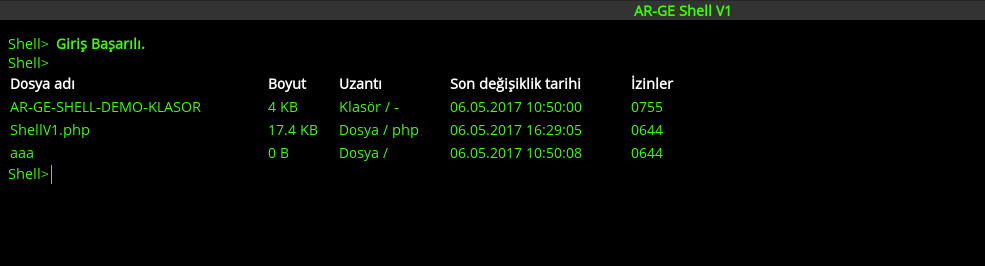 AR-GE Shell V1
Shell> Giriş Başarılı.
Shell>
Dosya adı Boyut Uzantı Son değişiklik tarihi İzinler
AR-GE-SHELL-DEMO-KLASOR 4 KB Klasör / - 06.05.2017 10:50:00 0755
ShellV1.php 17.4 KB Dosya / php 06.05.2017 16:29:05 0644
aaa 0 B Dosya / 06.05.2017 10:50:08 0644
Shell>